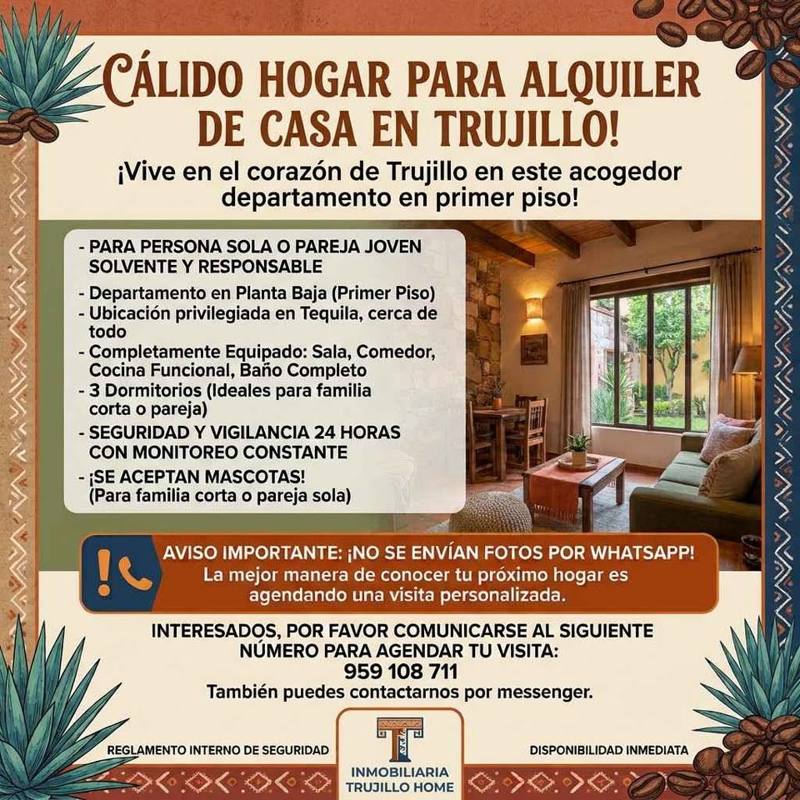 CÁLIDO HOGAR PARA ALQUILER
DE CASA EN TRUJILLO!
¡Vive en el corazón de Trujillo en este acogedor
departamento en primer piso!
- PARA PERSONA SOLA O PAREJA JOVEN
SOLVENTE Y RESPONSABLE
- Departamento en Planta Baja (Primer Piso)
- Ubicación privilegiada en Tequila, cerca de
todo
- Completamente Equipado: Sala, Comedor,
Cocina Funcional, Baño Completo
- 3 Dormitorios (Ideales para familia
corta o pareja)
- SEGURIDAD Y VIGILANCIA 24 HORAS
CON MONITOREO CONSTANTE
- ¡SE ACEPTAN MASCOTAS!
(Para familia corta o pareja sola)
AVISO IMPORTANTE: ¡NO SE ENVÍAN FOTOS POR WHATSAPP!
La mejor manera de conocer tu próximo hogar es
agendando una visita personalizada.
INTERESADOS, POR FAVOR COMUNICARSE AL SIGUIENTE
NÚMERO PARA AGENDAR TU VISITA:
959 108 711
También puedes contactarnos por messenger.
REGLAMENTO INTERNO DE SEGURIDAD
DISPONIBILIDAD INMEDIATA
T
INMOBILIARIA
TRUJILLO HOME